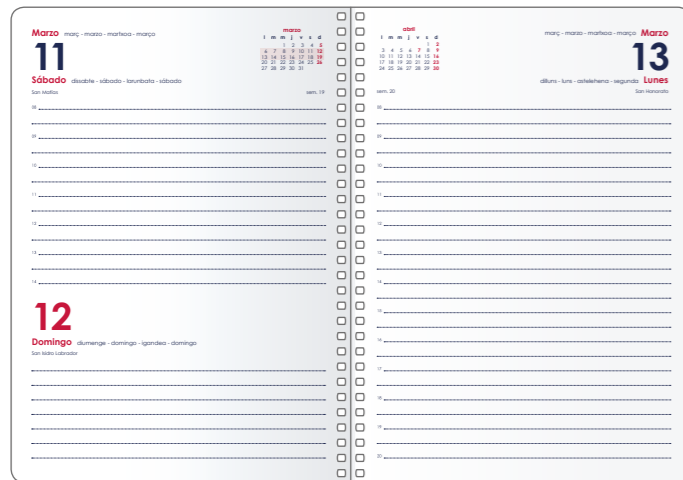 Marzo març - marzo - martxoa - março
11
Sábado dissabte - sábado - larunbata - sábado
San Matías
sem. 19
marzo
l m m j v s d
1 2 3 4 5
6 7 8 9 10 11 12
13 14 15 16 17 18 19
20 21 22 23 24 25 26
27 28 29 30 31
08
09
10
11
12
13
14
12
Domingo diumenge - domingo - igandea - domingo
San Isidro Labrador
abril
l m m j v s d
1 2
3 4 5 6 7 8 9
10 11 12 13 14 15 16
17 18 19 20 21 22 23
24 25 26 27 28 29 30
març - marzo - martxoa - março Marzo
13
dilluns - luns - astelehena - segunda Lunes
sem. 20
San Honorato
08
09
10
11
12
13
14
15
16
17
18
19
20